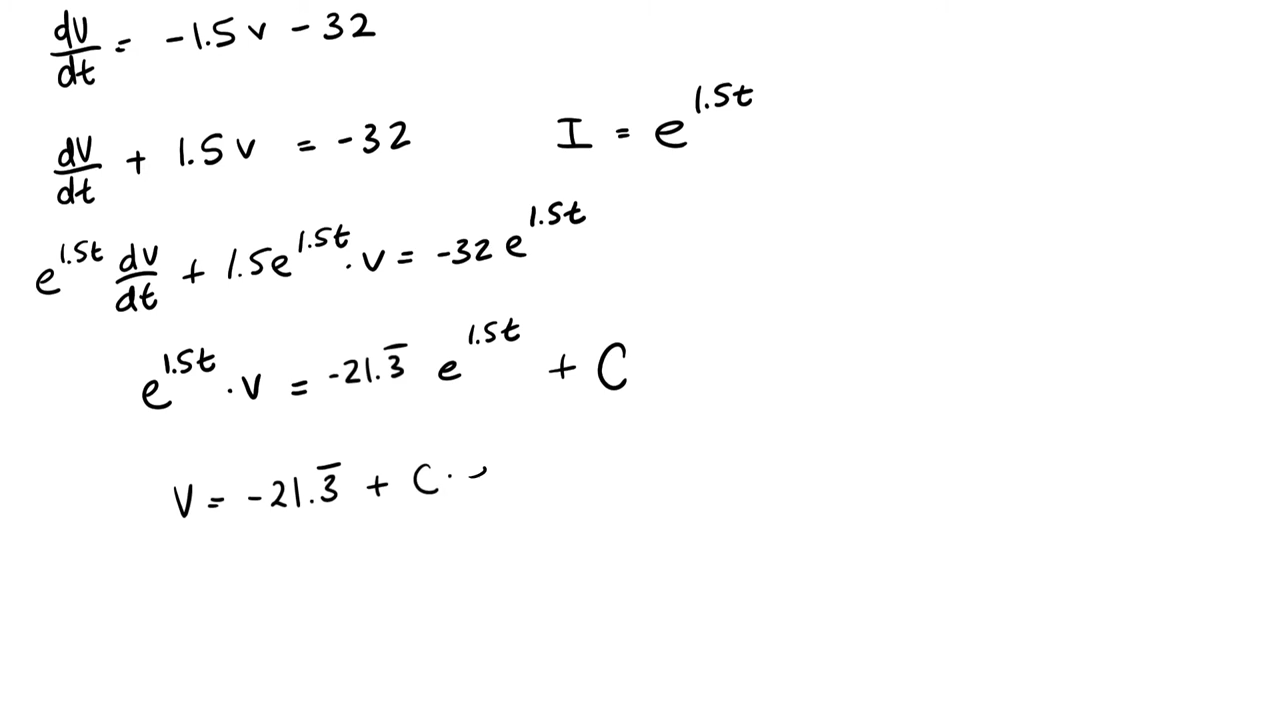 dv/dt = -1.5v - 32
dv/dt + 1.5v = -32 I = e^1.5t
e^1.5t dv/dt + 1.5e^1.5t · v = -32 e^1.5t
e^1.5t · v = -21.3̅ e^1.5t + C
v = -21.3̅ + C ·